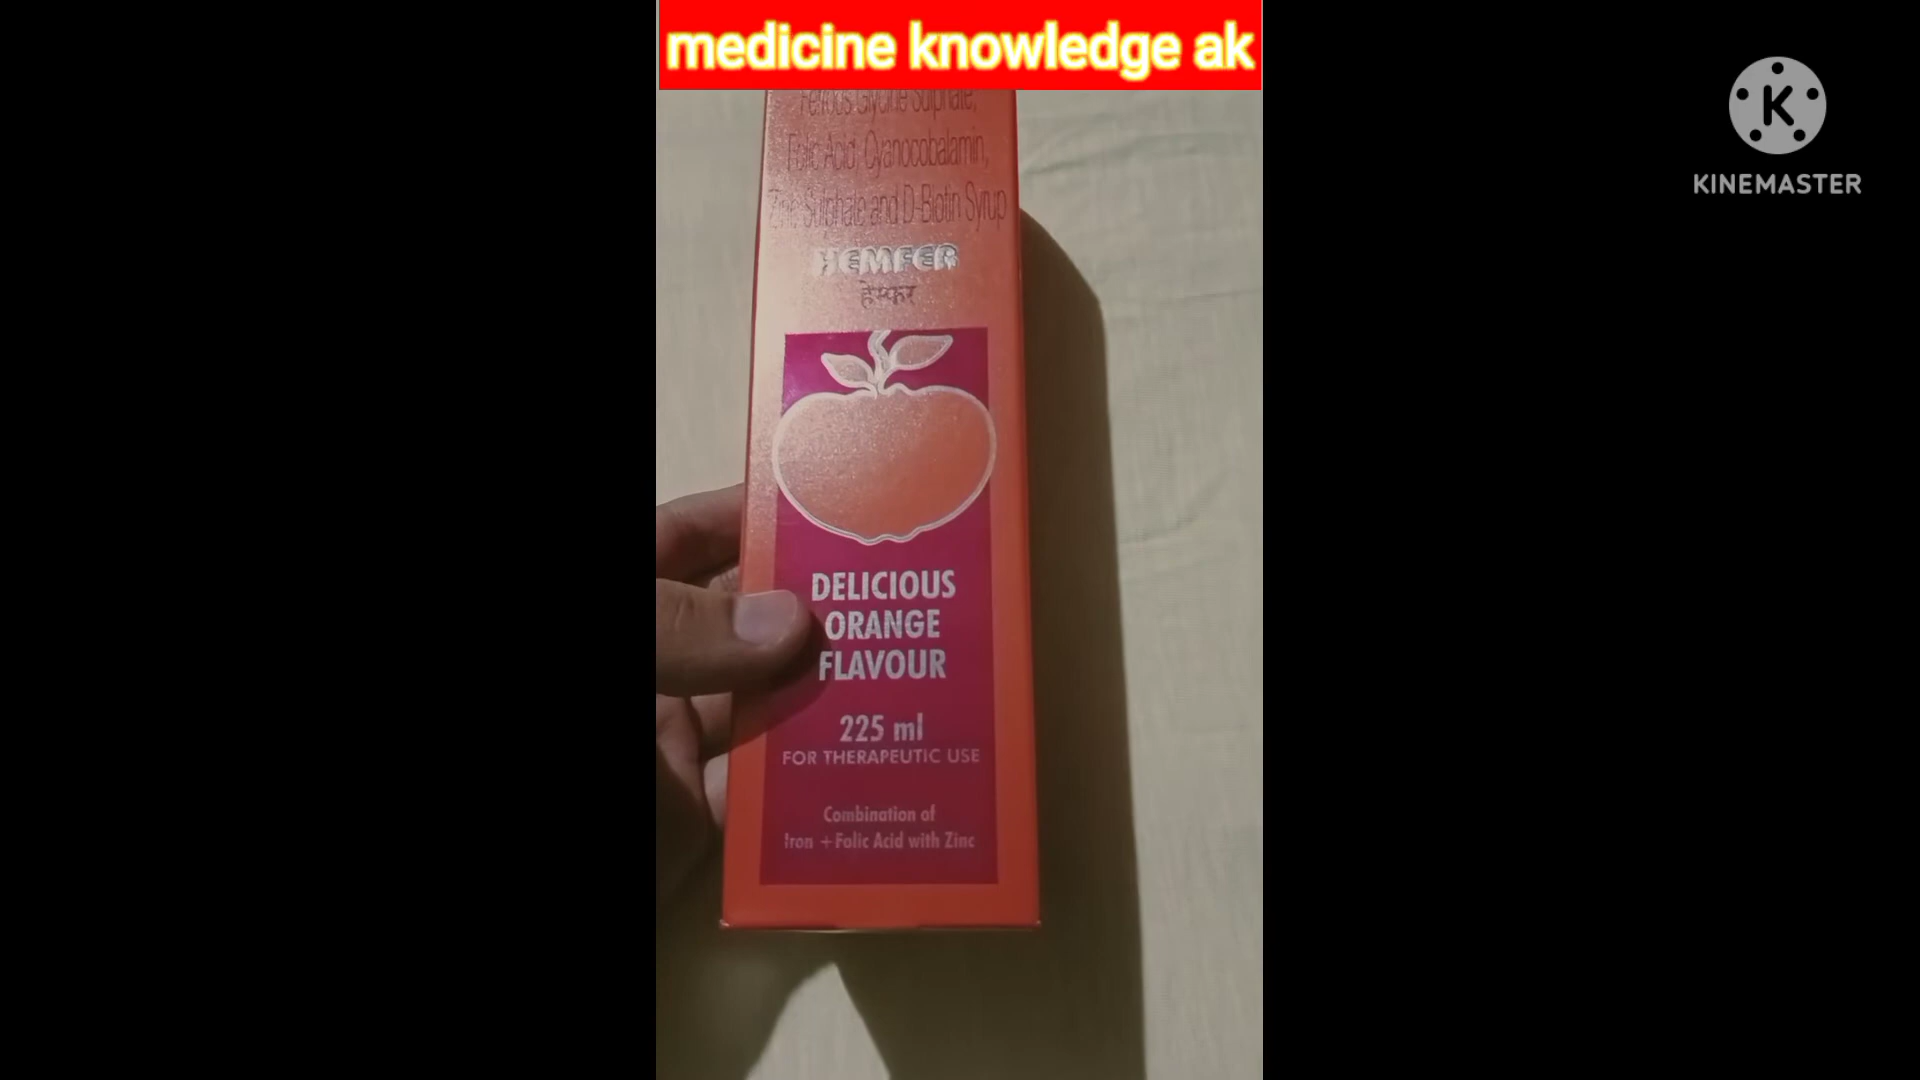 medicine knowledge ak
K
KINEMASTER
Ferrous Glycine Sulphate,
Folic Acid, Cyanocobalamin,
Zinc Sulphate and D-Biotin Syrup
HEMFER
हेम्फर
DELICIOUS
ORANGE
FLAVOUR
225 ml
FOR THERAPEUTIC USE
Combination of
Iron + Folic Acid with Zinc